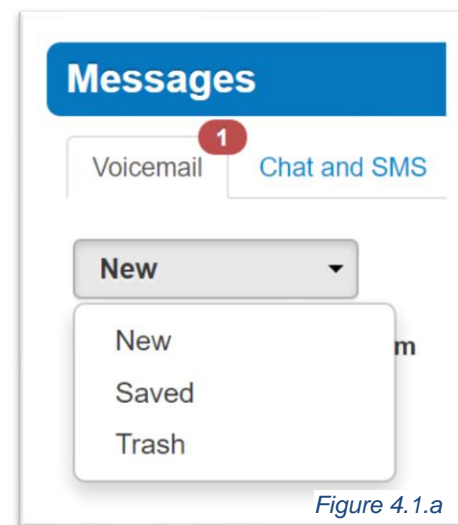 Messages
1
Voicemail Chat and SMS
New
New
m
Saved
Trash
Figure 4.1.a